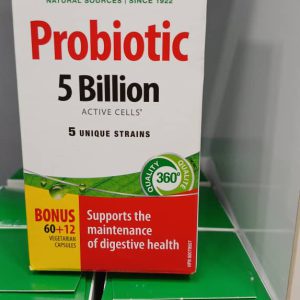 NATURAL SOURCES | SINCE 1922
Probiotic
5 Billion
ACTIVE CELLS*
5 UNIQUE STRAINS
QUALITY
360°
QUALITÉ
BONUS
60+12
VEGETARIAN
CAPSULES
Supports the
maintenance
of digestive health